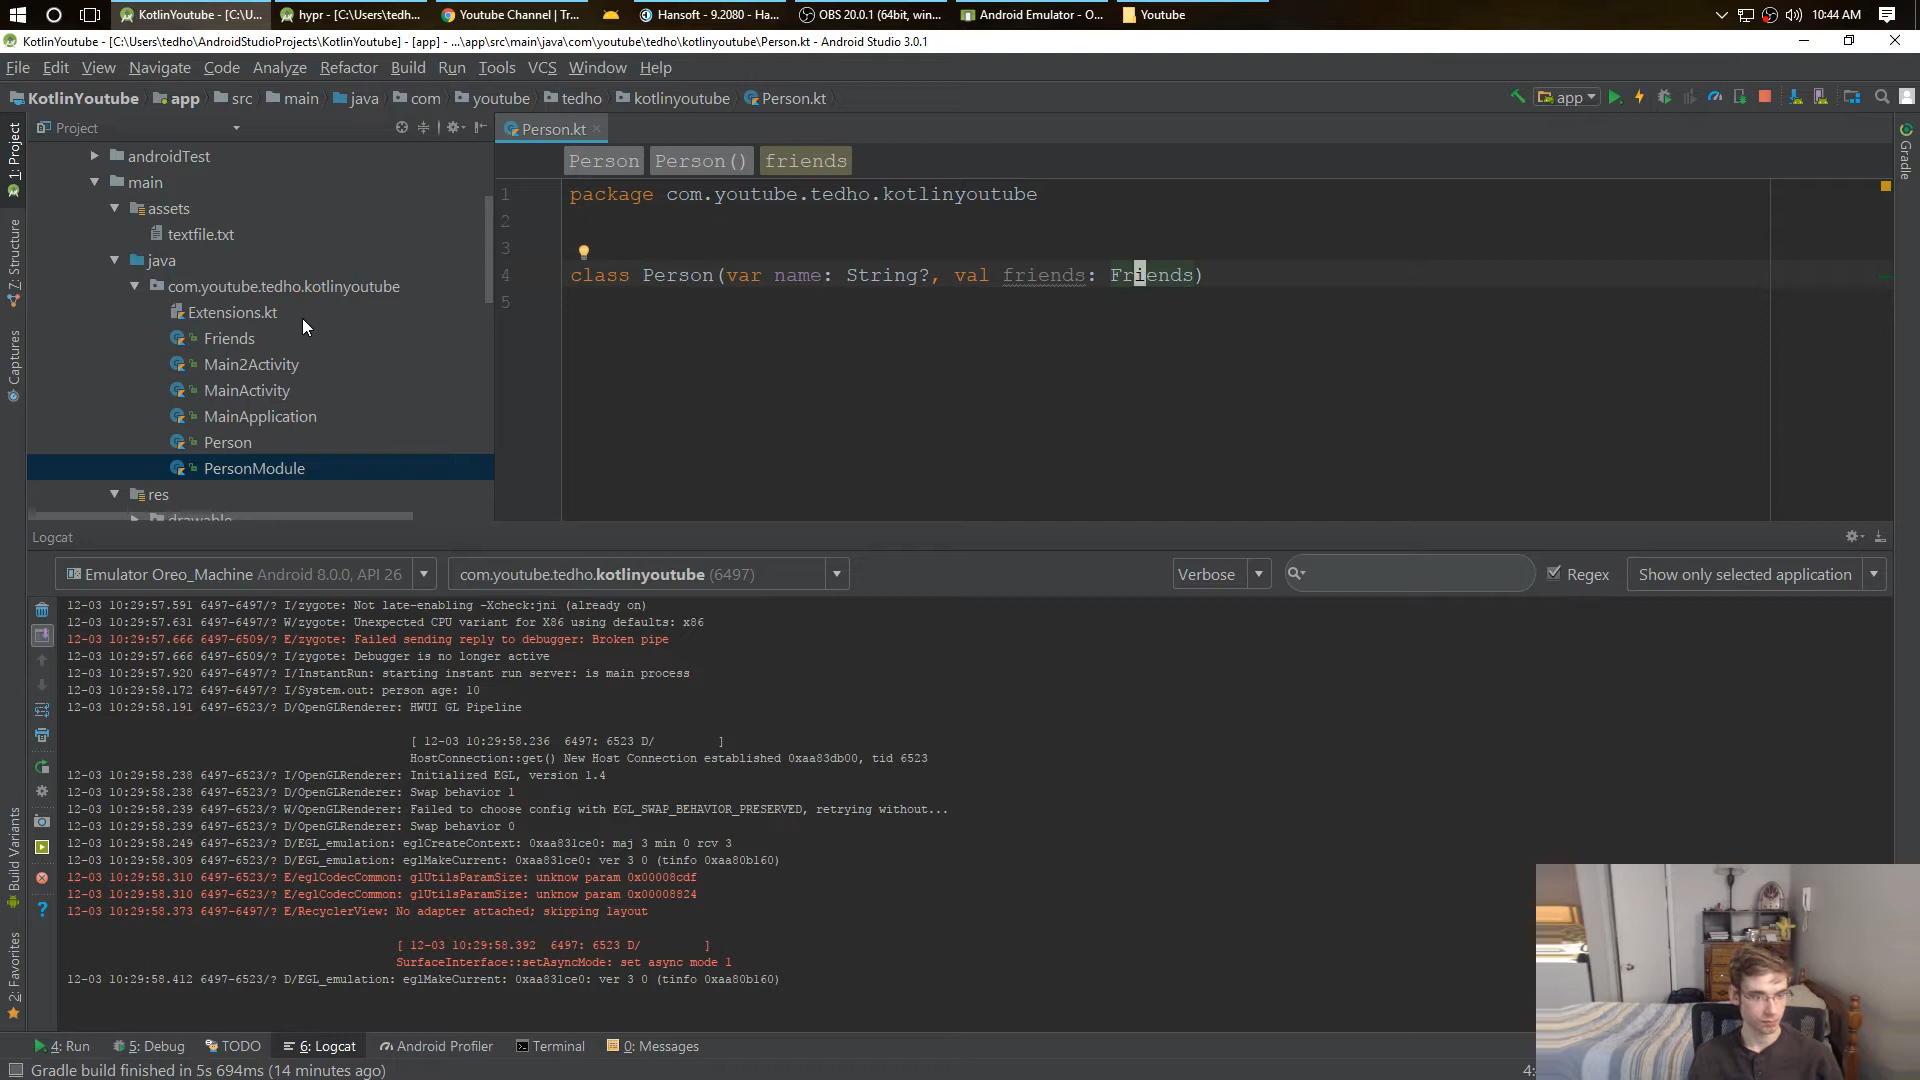 KotlinYoutube - [C:\U...
hypr - [C:\Users\tedh...
Youtube Channel | Tr...
Hansoft - 9.2080 - Ha...
OBS 20.0.1 (64bit, win...
Android Emulator - O...
Youtube
10:44 AM
KotlinYoutube - [C:\Users\tedho\AndroidStudioProjects\KotlinYoutube] - [app] - ...\app\src\main\java\com\youtube\tedho\kotlinyoutube\Person.kt - Android Studio 3.0.1
File Edit View Navigate Code Analyze Refactor Build Run Tools VCS Window Help
KotlinYoutube app src main java com youtube tedho kotlinyoutube Person.kt
app
Project
Person.kt
1: Project
Z: Structure
Captures
Build Variants
2: Favorites
Gradle
androidTest
main
assets
textfile.txt
java
com.youtube.tedho.kotlinyoutube
Extensions.kt
Friends
Main2Activity
MainActivity
MainApplication
Person
PersonModule
res
drawable
Person Person() friends
1 package com.youtube.tedho.kotlinyoutube
2
3
4 class Person(var name: String?, val friends: Friends)
5
Logcat
Emulator Oreo_Machine Android 8.0.0, API 26
com.youtube.tedho.kotlinyoutube (6497)
Verbose
Regex
Show only selected application
12-03 10:29:57.591 6497-6497/? I/zygote: Not late-enabling -Xcheck:jni (already on)
12-03 10:29:57.631 6497-6497/? W/zygote: Unexpected CPU variant for X86 using defaults: x86
12-03 10:29:57.666 6497-6509/? E/zygote: Failed sending reply to debugger: Broken pipe
12-03 10:29:57.666 6497-6509/? I/zygote: Debugger is no longer active
12-03 10:29:57.920 6497-6497/? I/InstantRun: starting instant run server: is main process
12-03 10:29:58.172 6497-6497/? I/System.out: person age: 10
12-03 10:29:58.191 6497-6523/? D/OpenGLRenderer: HWUI GL Pipeline
[ 12-03 10:29:58.236 6497: 6523 D/ ]
HostConnection::get() New Host Connection established 0xaa83db00, tid 6523
12-03 10:29:58.238 6497-6523/? I/OpenGLRenderer: Initialized EGL, version 1.4
12-03 10:29:58.238 6497-6523/? D/OpenGLRenderer: Swap behavior 1
12-03 10:29:58.239 6497-6523/? W/OpenGLRenderer: Failed to choose config with EGL_SWAP_BEHAVIOR_PRESERVED, retrying without...
12-03 10:29:58.239 6497-6523/? D/OpenGLRenderer: Swap behavior 0
12-03 10:29:58.249 6497-6523/? D/EGL_emulation: eglCreateContext: 0xaa831ce0: maj 3 min 0 rcv 3
12-03 10:29:58.309 6497-6523/? D/EGL_emulation: eglMakeCurrent: 0xaa831ce0: ver 3 0 (tinfo 0xaa80b160)
12-03 10:29:58.310 6497-6523/? E/eglCodecCommon: glUtilsParamSize: unknow param 0x00008cdf
12-03 10:29:58.310 6497-6523/? E/eglCodecCommon: glUtilsParamSize: unknow param 0x00008824
12-03 10:29:58.373 6497-6497/? E/RecyclerView: No adapter attached; skipping layout
[ 12-03 10:29:58.392 6497: 6523 D/ ]
SurfaceInterface::setAsyncMode: set async mode 1
12-03 10:29:58.412 6497-6523/? D/EGL_emulation: eglMakeCurrent: 0xaa831ce0: ver 3 0 (tinfo 0xaa80b160)
4: Run 5: Debug TODO 6: Logcat Android Profiler Terminal 0: Messages
Gradle build finished in 5s 694ms (14 minutes ago)
4: